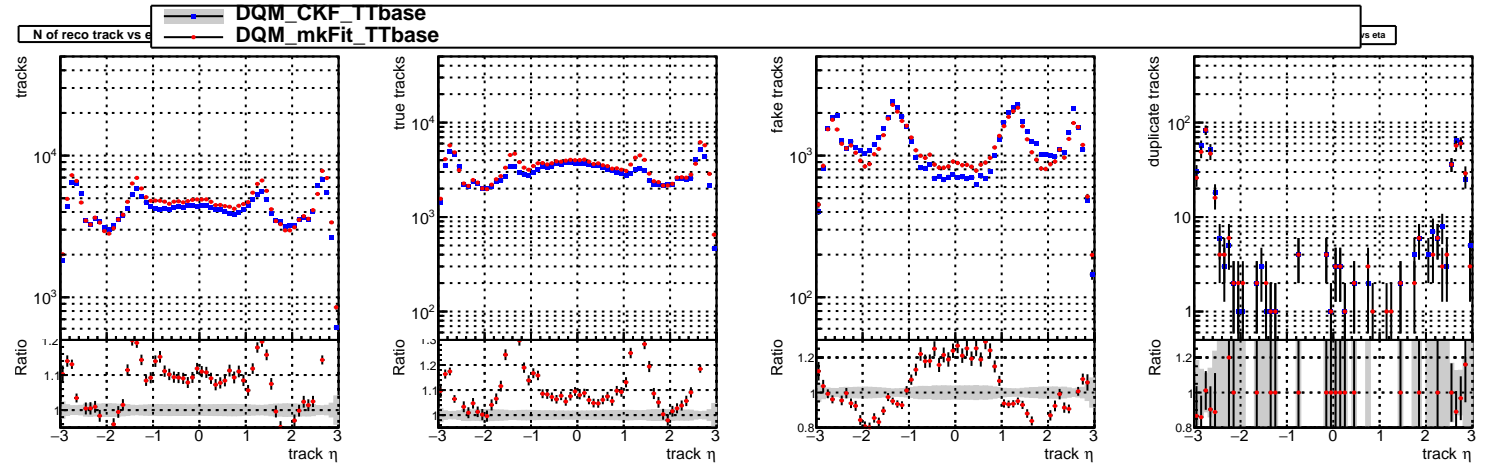 DQM_CKF_TTbase
DQM_mkFit_TTbase
N of reco track vs e
vs eta
tracks
10⁴
10³
Ratio
1.2
1.1
1
−3 −2 −1 0 1 2 3
track η
true tracks
10⁴
10³
10²
Ratio
1.3
1.2
1.1
1
−3 −2 −1 0 1 2 3
track η
fake tracks
10³
10²
Ratio
1.2
1
0.8
−3 −2 −1 0 1 2 3
track η
duplicate tracks
10²
10
1
Ratio
1.2
1
0.8
−3 −2 −1 0 1 2 3
track η